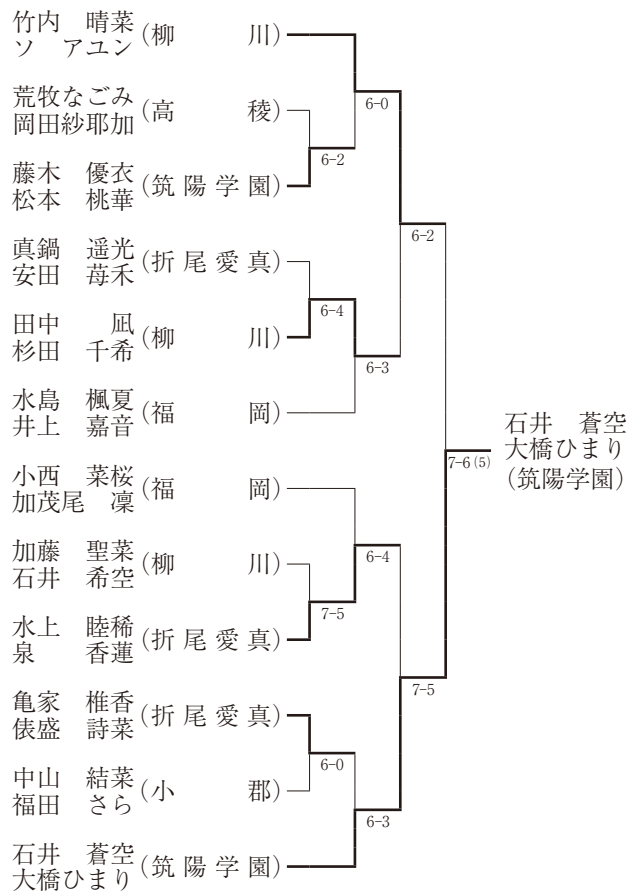 竹内　晴菜
ソ　アユン
(柳　川)
荒牧なごみ
岡田紗耶加
(高　稜)
藤木　優衣
松本　桃華
(筑陽学園)
真鍋　遥光
安田　苺禾
(折尾愛真)
田中　凪
杉田　千希
(柳　川)
水島　楓夏
井上　嘉音
(福　岡)
小西　菜桜
加茂尾　凜
(福　岡)
加藤　聖菜
石井　希空
(柳　川)
水上　睦稀
泉　香蓮
(折尾愛真)
亀家　椎香
俵盛　詩菜
(折尾愛真)
中山　結菜
福田　さら
(小　郡)
石井　蒼空
大橋ひまり
(筑陽学園)
6-2
6-4
7-5
6-0
6-0
6-3
6-4
6-3
6-2
7-5
7-6 (5)
石井　蒼空
大橋ひまり
(筑陽学園)